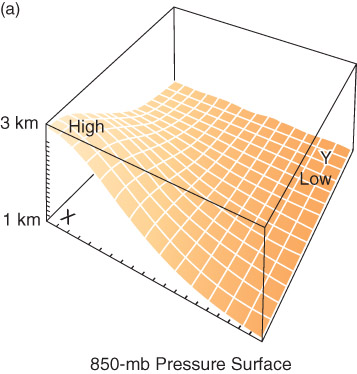 (a)
3 km
High
Y
Low
1 km
X
850-mb Pressure Surface